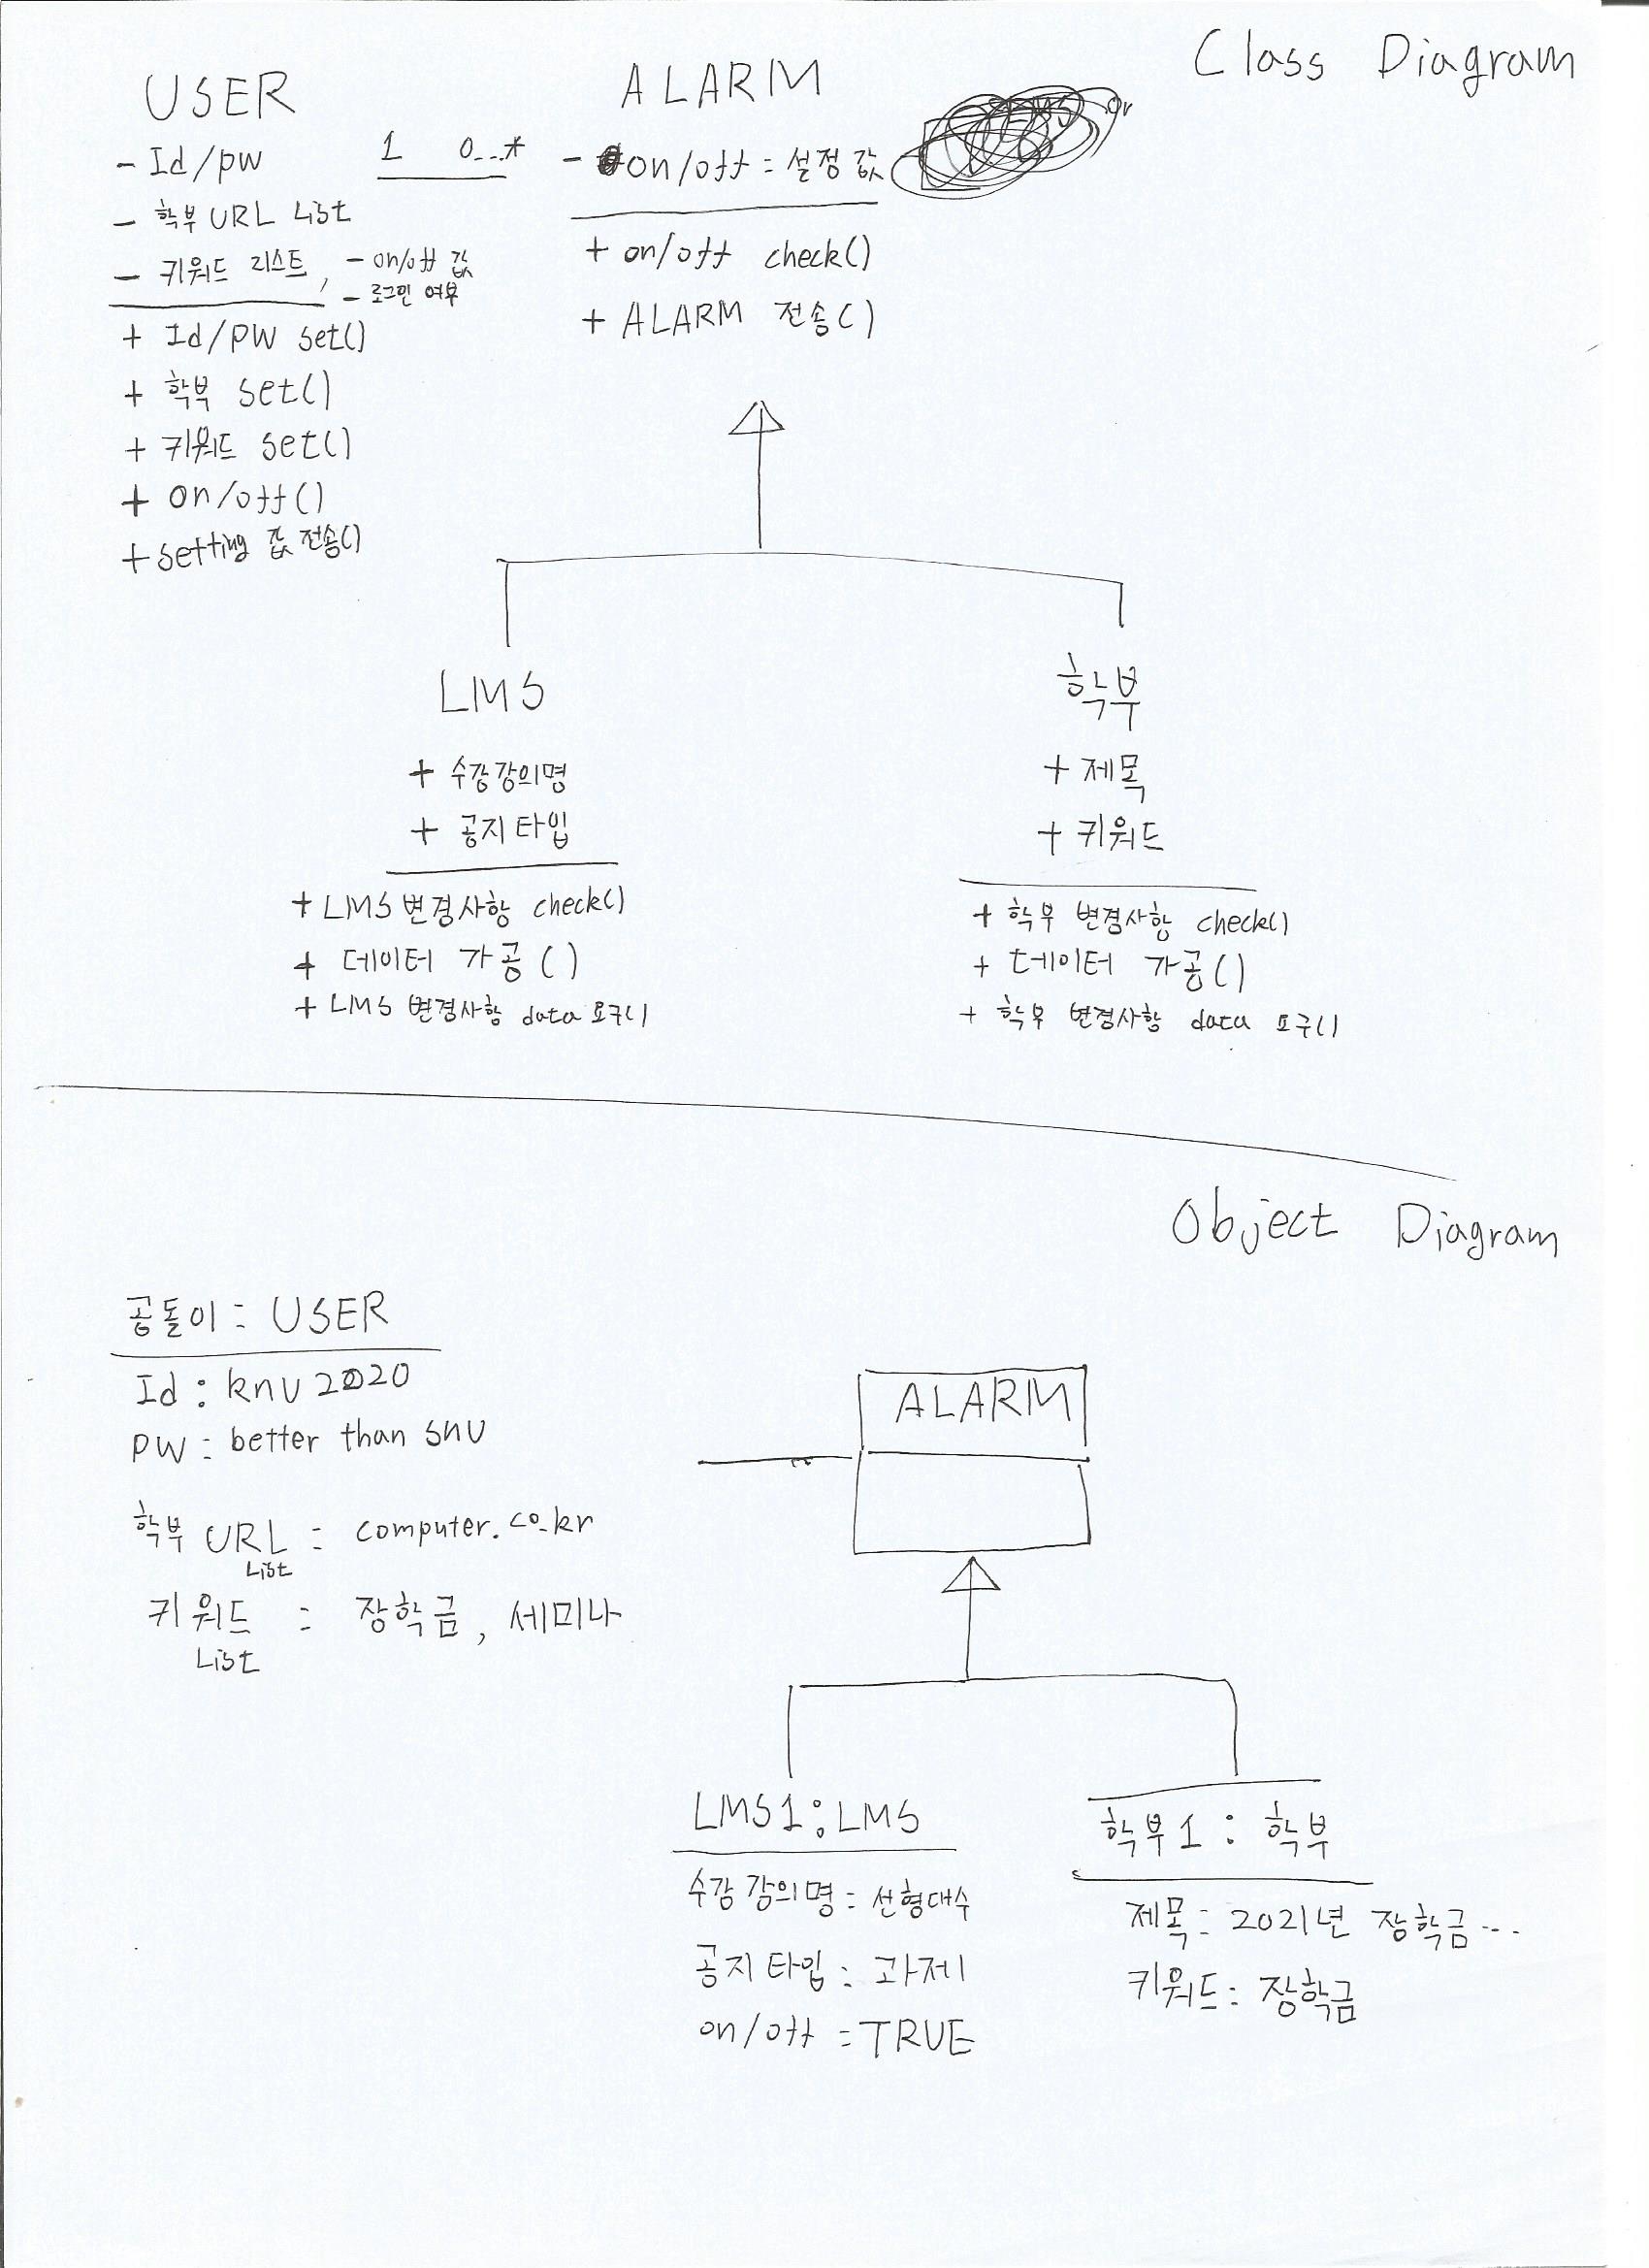 Class Diagram
USER
- Id/pw
- 학부 URL List
- 키워드 리스트, - on/off 값
- 로그인 여부
+ Id/PW set()
+ 학부 set()
+ 키워드 set()
+ on/off()
+ setting 값 전송()
1 0...*
ALARM
- on/off = 설정 값
+ on/off check()
+ ALARM 전송()
LMS
+ 수강강의명
+ 공지타입
+ LMS 변경사항 check()
+ 데이터 가공()
+ LMS 변경사항 data 요구()
학부
+ 제목
+ 키워드
+ 학부 변경사항 check()
+ 데이터 가공()
+ 학부 변경사항 data 요구()
Object Diagram
공돌이 : USER
Id : knu 2020
PW : better than snu
학부 URL List = computer.co.kr
키워드 List = 장학금, 세미나
ALARM
LMS1 : LMS
수강 강의명 = 선형대수
공지타입 = 과제
on/off = TRUE
학부1 : 학부
제목 = 2021년 장학금...
키워드 = 장학금